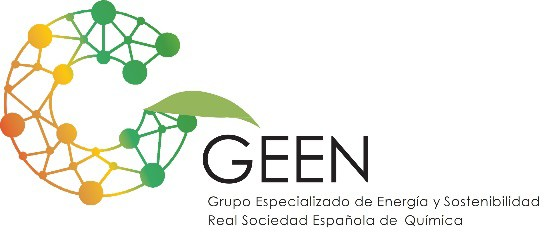 GEEN
Grupo Especializado de Energía y Sostenibilidad
Real Sociedad Española de Química